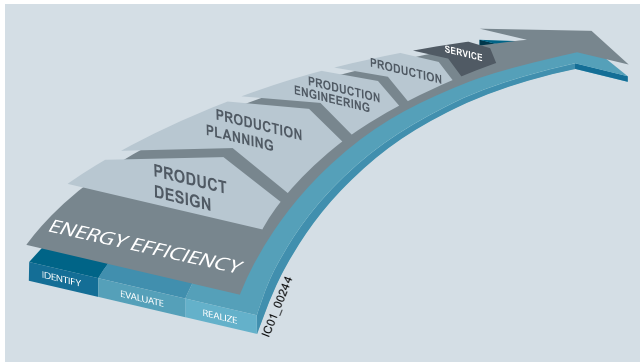 SERVICE
PRODUCTION
PRODUCTION
ENGINEERING
PRODUCTION
PLANNING
PRODUCT
DESIGN
ENERGY EFFICIENCY
IDENTIFY
EVALUATE
REALIZE
IC01_00244